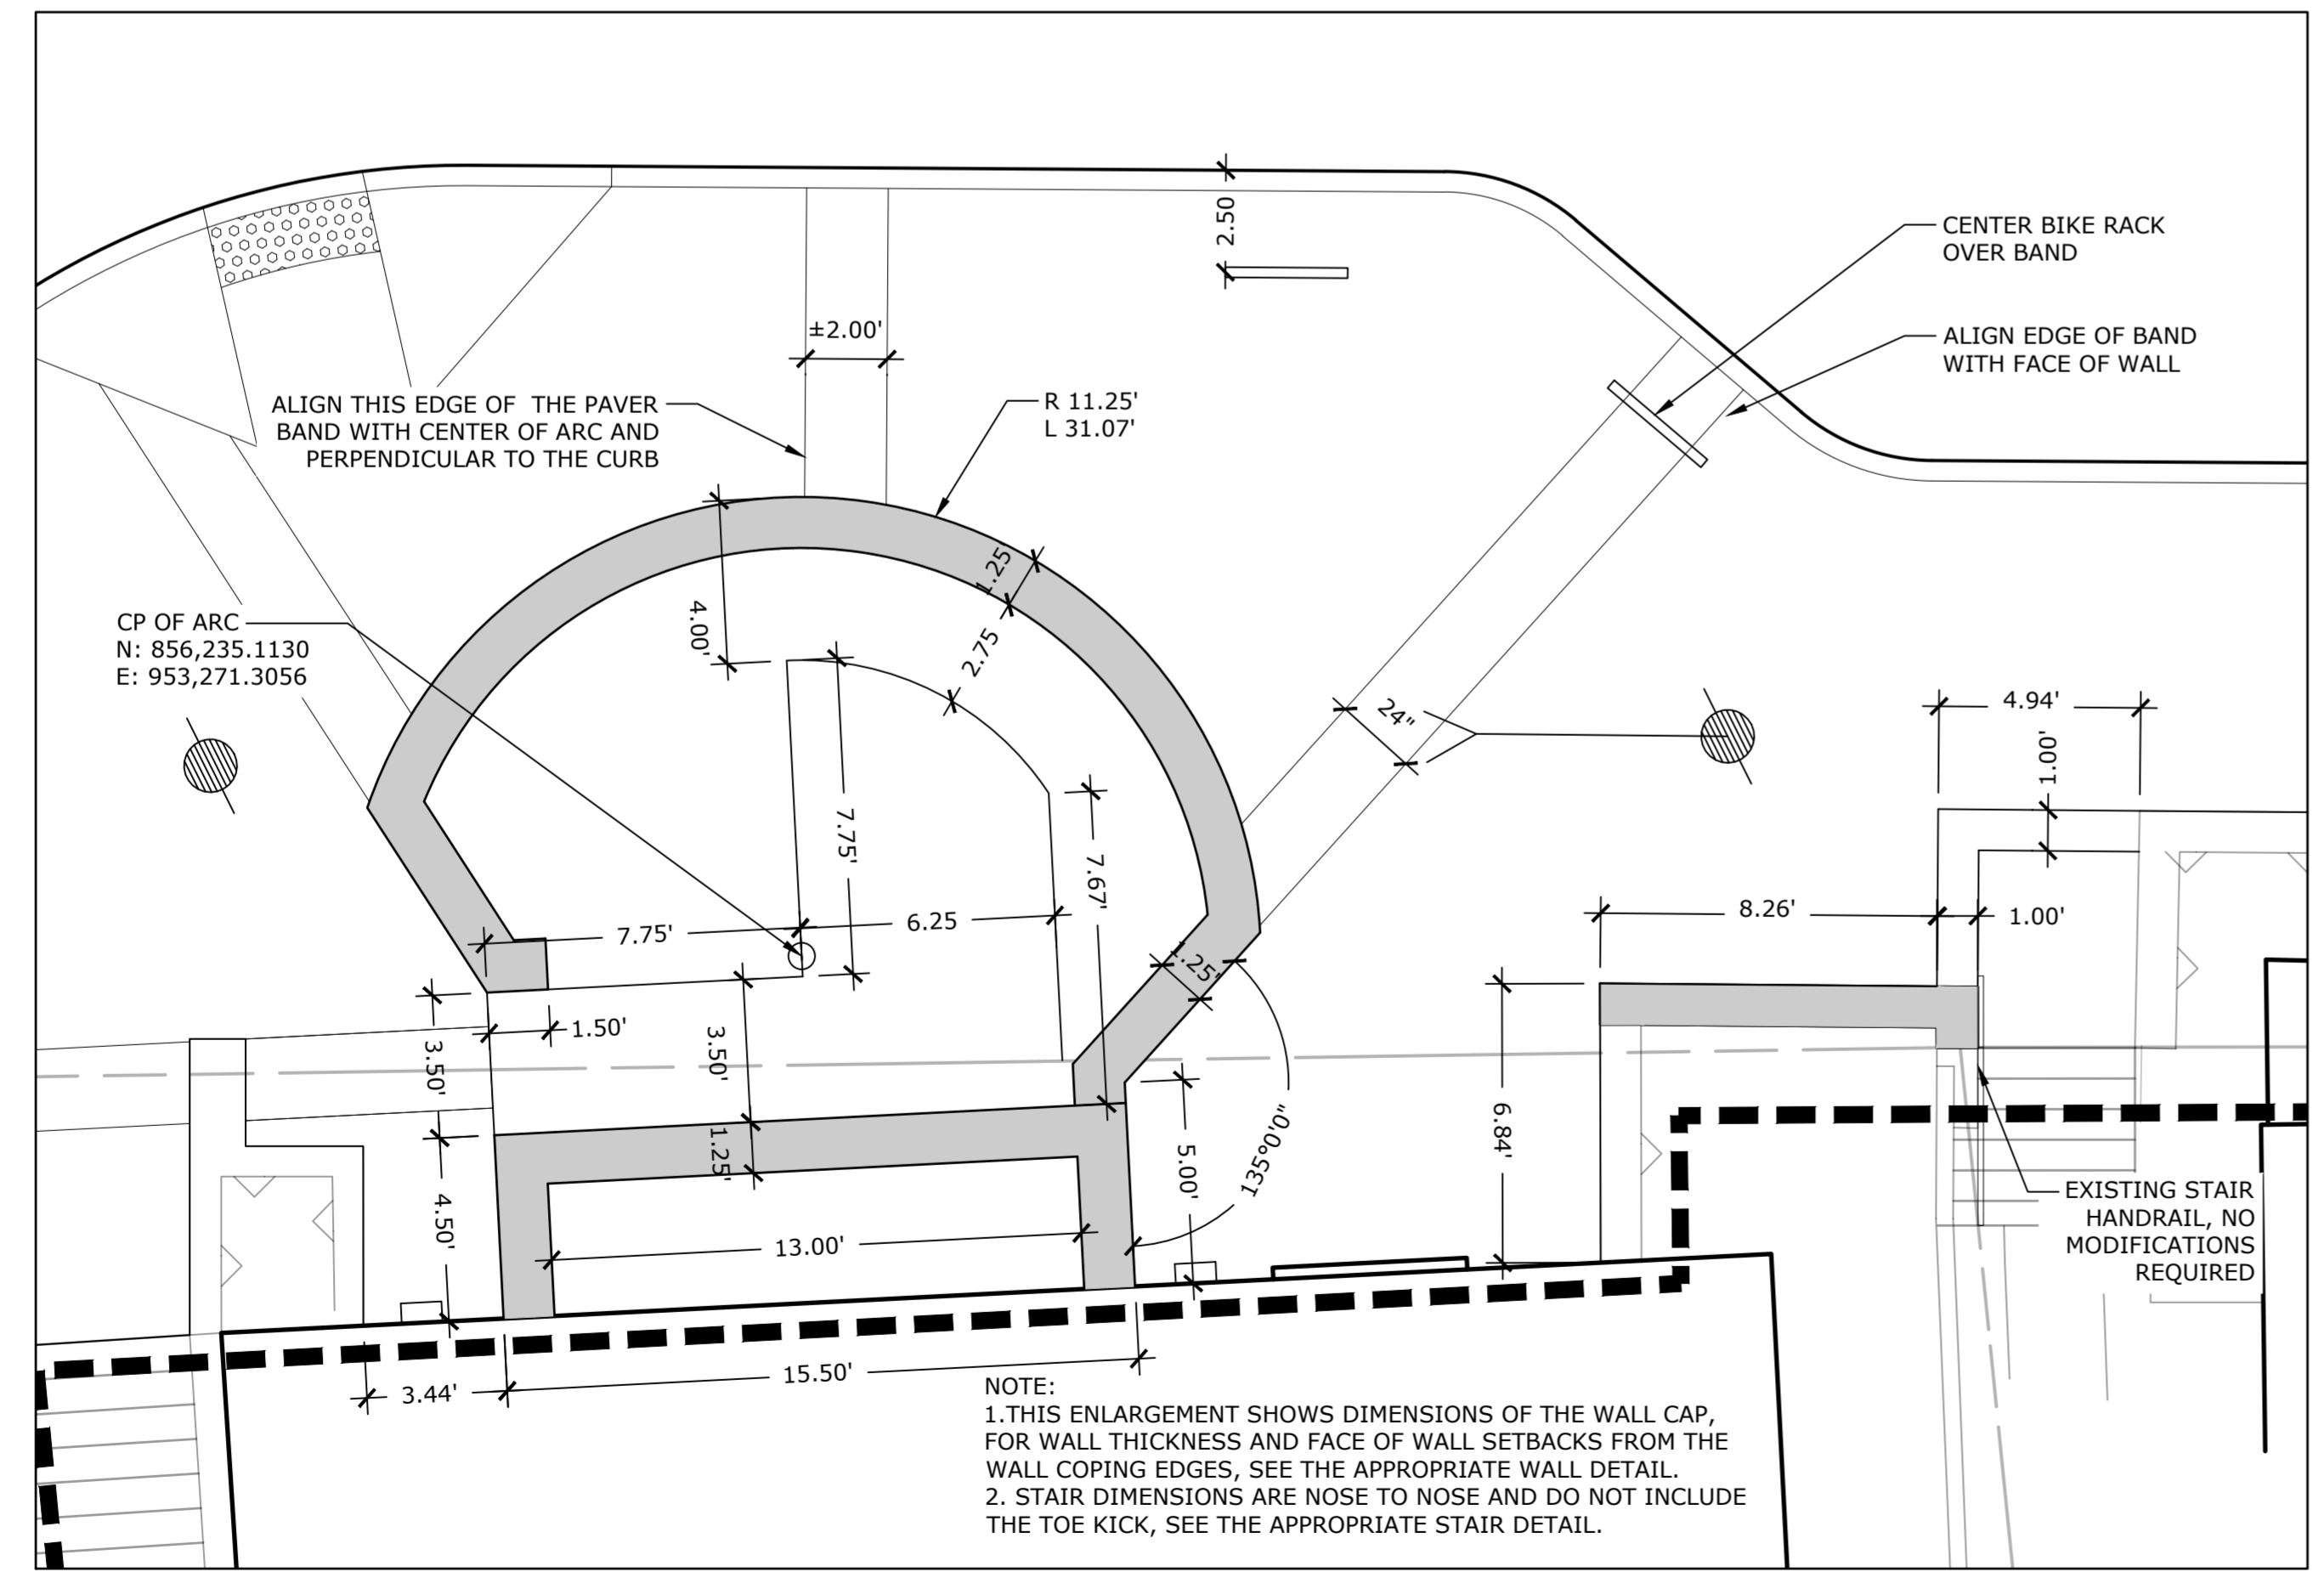 2.50
CENTER BIKE RACK
OVER BAND
±2.00'
ALIGN EDGE OF BAND
WITH FACE OF WALL
ALIGN THIS EDGE OF THE PAVER
BAND WITH CENTER OF ARC AND
PERPENDICULAR TO THE CURB
R 11.25'
L 31.07'
1.25
4.00'
2.75
CP OF ARC
N: 856,235.1130
E: 953,271.3056
24"
4.94'
1.00'
7.75'
7.67'
7.75'
6.25
8.26'
1.00'
1.25'
1.50'
3.50'
3.50'
1.25'
5.00'
135°0'0"
6.84'
4.50'
13.00'
EXISTING STAIR
HANDRAIL, NO
MODIFICATIONS
REQUIRED
3.44'
15.50'
NOTE:
1.THIS ENLARGEMENT SHOWS DIMENSIONS OF THE WALL CAP,
FOR WALL THICKNESS AND FACE OF WALL SETBACKS FROM THE
WALL COPING EDGES, SEE THE APPROPRIATE WALL DETAIL.
2. STAIR DIMENSIONS ARE NOSE TO NOSE AND DO NOT INCLUDE
THE TOE KICK, SEE THE APPROPRIATE STAIR DETAIL.